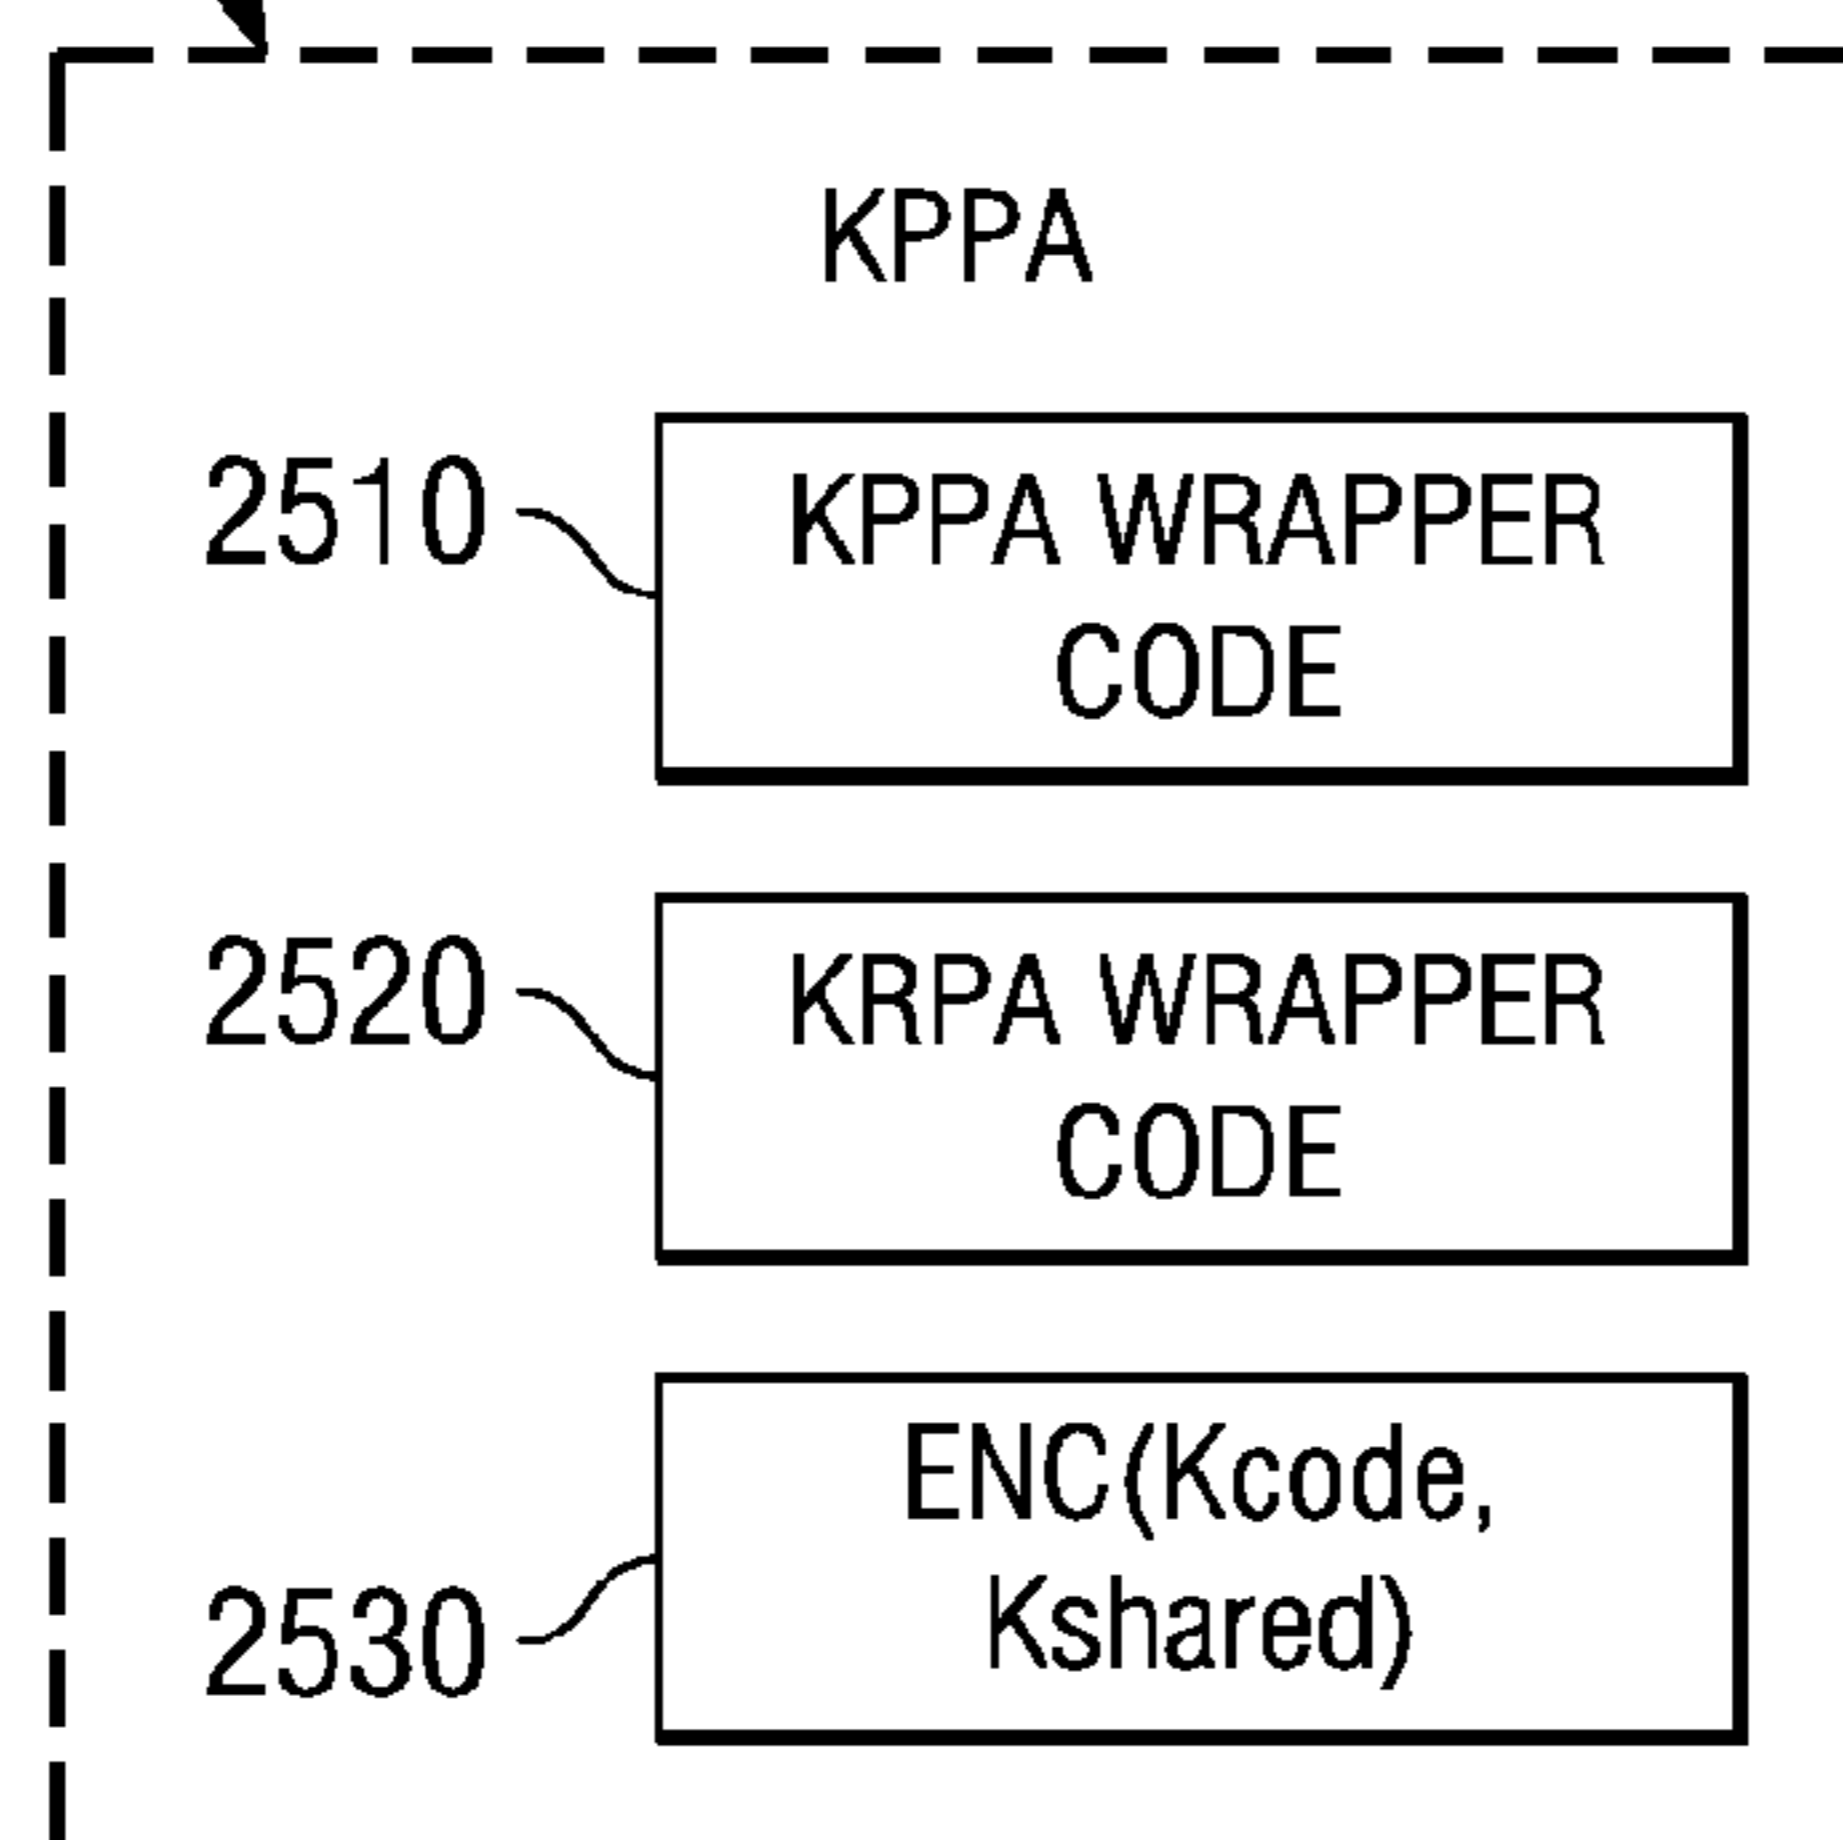 KPPA
2510
KPPA WRAPPER
CODE
2520
KRPA WRAPPER
CODE
2530
ENC(Kcode,
Kshared)